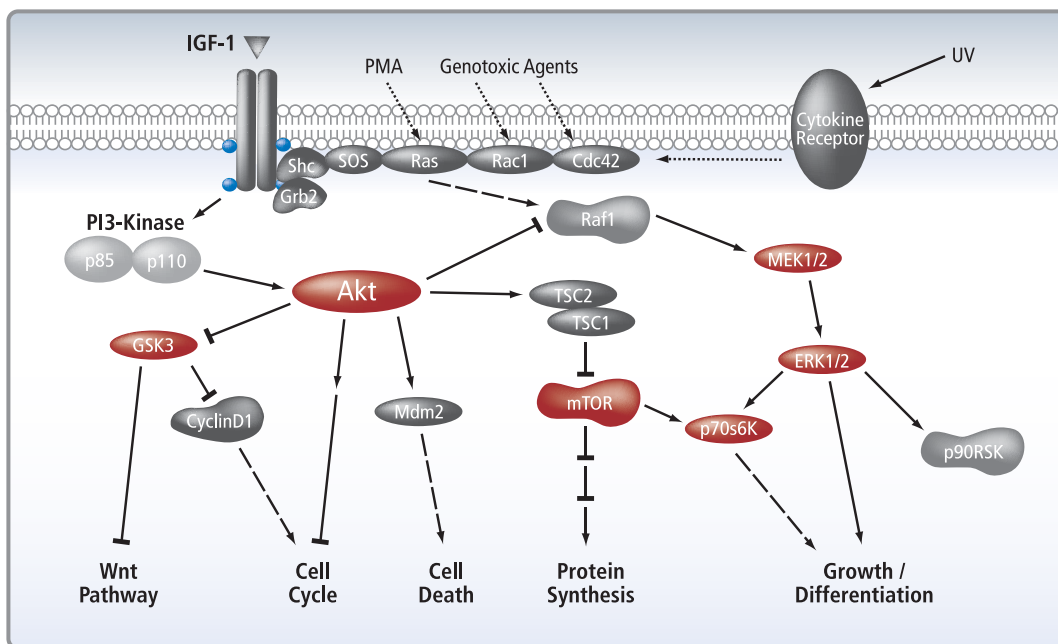 IGF-1
PMA
Genotoxic Agents
UV
Cytokine
Receptor
Shc
SOS
Ras
Rac1
Cdc42
Grb2
Raf1
PI3-Kinase
p85
p110
MEK1/2
Akt
TSC2
TSC1
GSK3
ERK1/2
CyclinD1
Mdm2
mTOR
p70s6K
p90RSK
Wnt
Pathway
Cell
Cycle
Cell
Death
Protein
Synthesis
Growth /
Differentiation